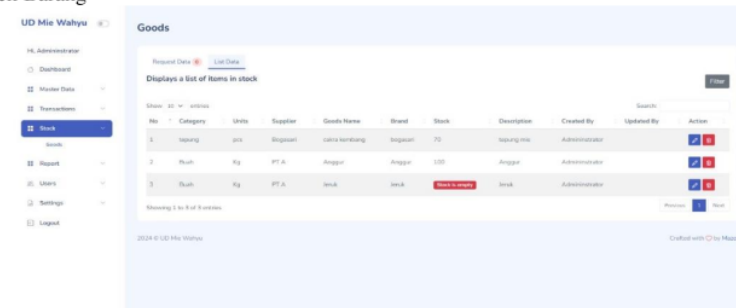 UD Mie Wahyu
Hi, Administrator
Dashboard
Master Data
Transactions
Stock
Goods
Report
Users
Settings
Logout
Goods
Request Data 0 List Data
Displays a list of items in stock
Filter
Show 10 entries Search:
No Category Units Supplier Goods Name Brand Stock Description Created By Updated By Action
1 tepung pcs Bogasari cakra kembang bogasari 70 tepung mie Administrator
2 Buah Kg PT A Anggur Anggur 100 Anggur Administrator
3 Buah Kg PT A Jeruk Jeruk Stock is empty Jeruk Administrator
Showing 1 to 3 of 3 entries
Previous 1 Next
2024 © UD Mie Wahyu Crafted with by